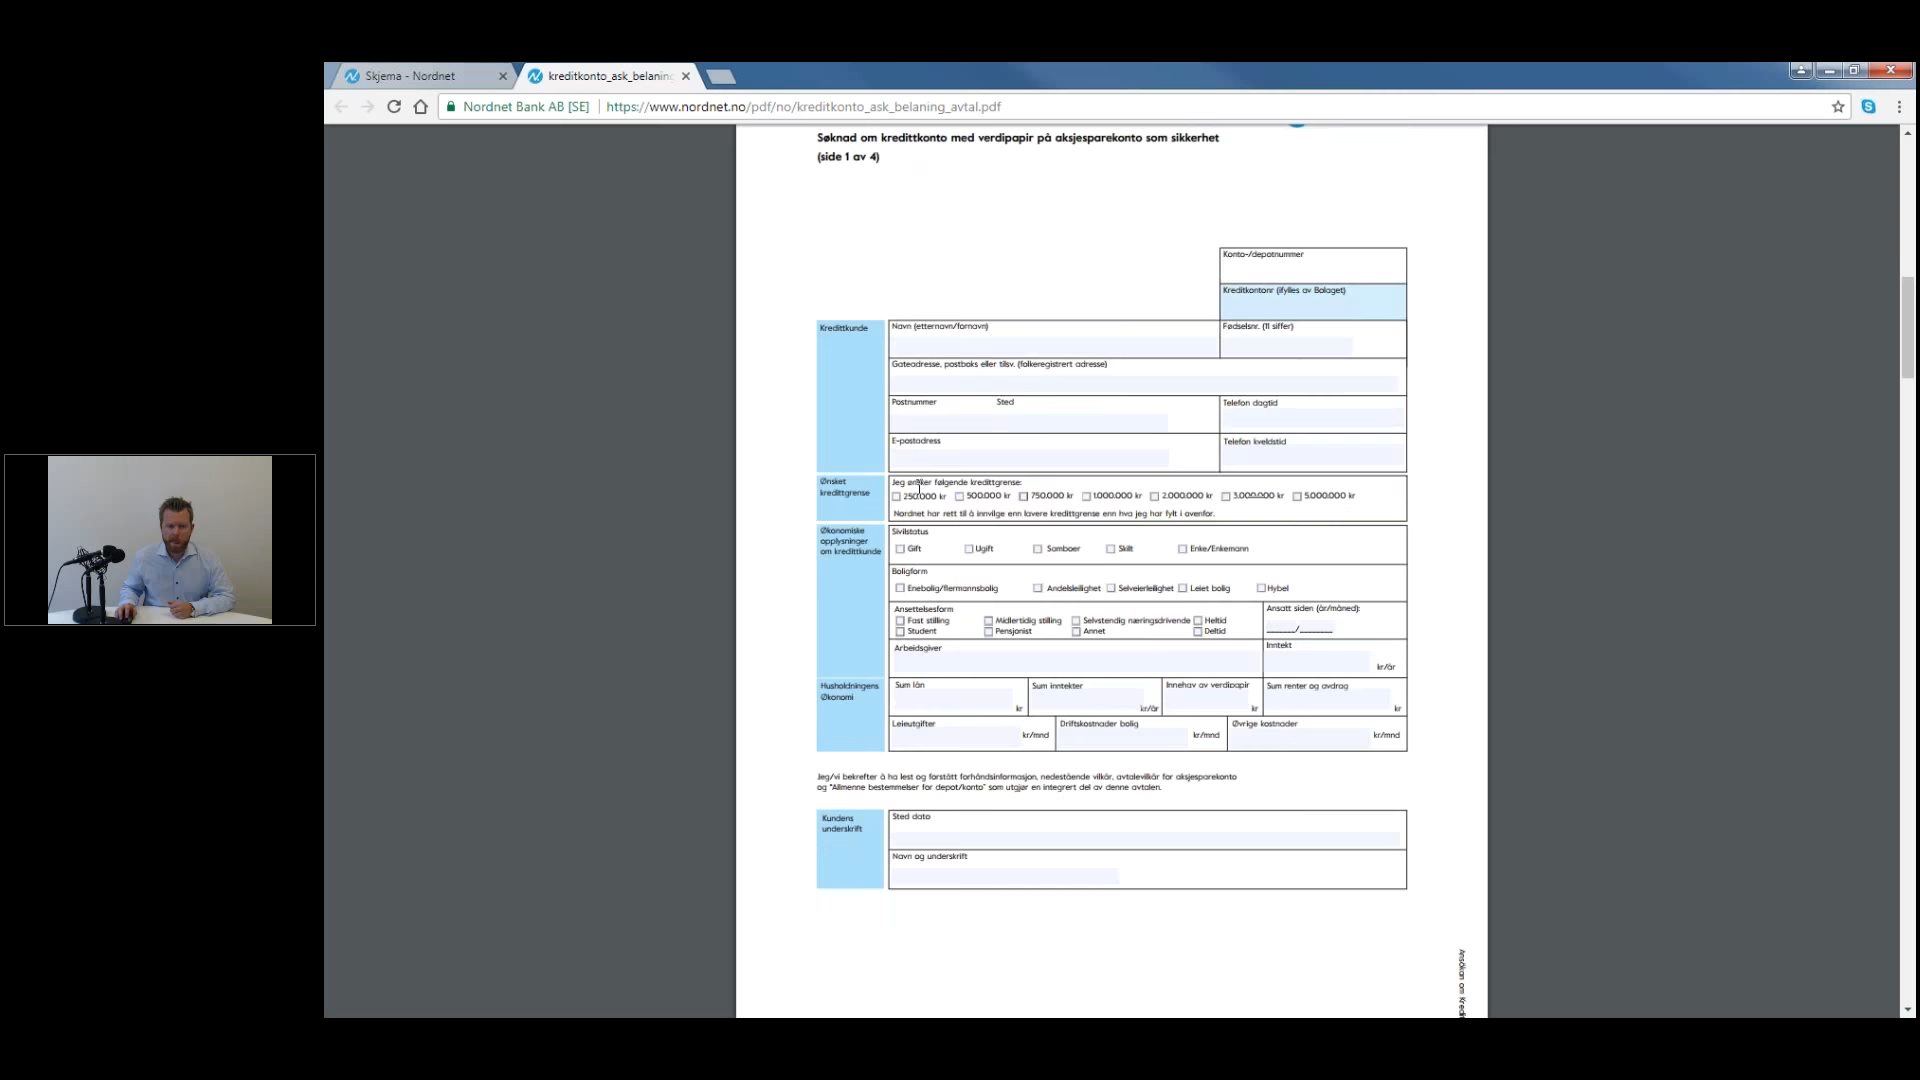 Skjema - Nordnet
kreditkonto_ask_belaning
Nordnet Bank AB [SE]
https://www.nordnet.no/pdf/no/kreditkonto_ask_belaning_avtal.pdf
Søknad om kredittkonto med verdipapir på aksjesparekonto som sikkerhet
(side 1 av 4)
Konto-/depotnummer
Kreditkontonr (ifylles av Bolaget)
Kredittkunde
Navn (etternavn/fornavn)
Fødselsnr. (11 siffer)
Gateadresse, postboks eller tilsv. (folkeregistrert adresse)
Postnummer Sted
Telefon dagtid
E-postadress
Telefon kveldstid
Ønsket
kredittgrense
Jeg ønsker følgende kredittgrense:
250.000 kr 500.000 kr 750.000 kr 1.000.000 kr 2.000.000 kr 3.000.000 kr 5.000.000 kr
Nordnet har rett til å innvilge enn lavere kredittgrense enn hva jeg har fylt i ovenfor.
Økonomiske
opplysninger
om kredittkunde
Sivilstatus
Gift Ugift Samboer Skilt Enke/Enkemann
Boligform
Enebolig/flermannsbolig Andelsleilighet Selveierleilighet Leiet bolig Hybel
Ansettelsesform
Fast stilling Midlertidig stilling Selvstendig næringsdrivende Heltid
Student Pensjonist Annet Deltid
Ansatt siden (år/måned):
______/________
Arbeidsgiver
Inntekt
kr/år
Husholdningens
Økonomi
Sum lån
kr
Sum inntekter
kr/år
Innehav av verdipapir
kr
Sum renter og avdrag
kr
Leieutgifter
kr/mnd
Driftskostnader bolig
kr/mnd
Øvrige kostnader
kr/mnd
Jeg/vi bekrefter å ha lest og forstått forhåndsinformasjon, nedestående vilkår, avtalevilkår for aksjesparekonto
og "Allmenne bestemmelser for depot/konto" som utgjør en integrert del av denne avtalen.
Kundens
underskrift
Sted dato
Navn og underskrift
Ansökan om Kredit